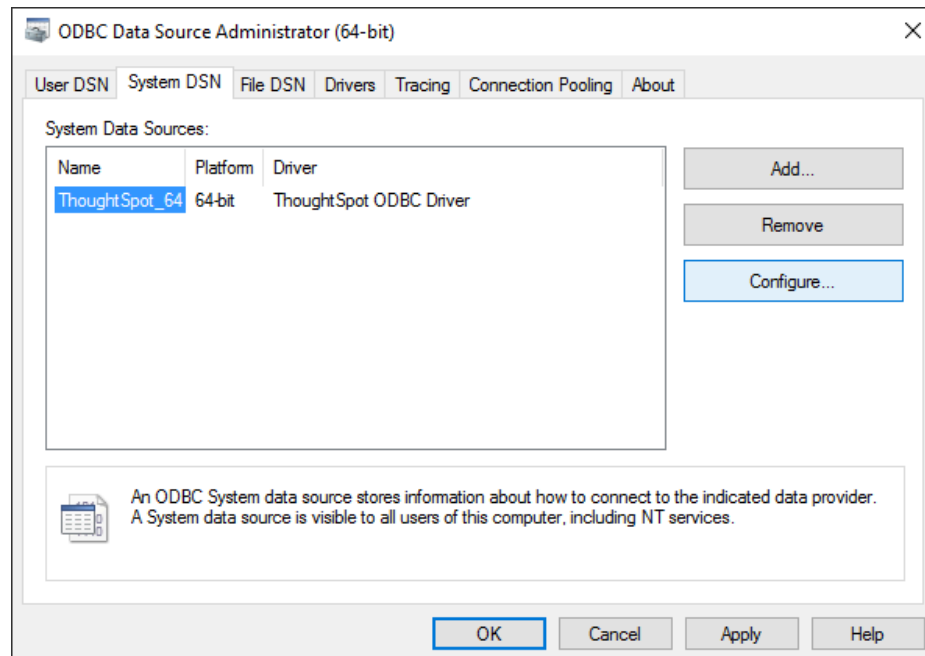 ODBC Data Source Administrator (64-bit)
User DSN System DSN File DSN Drivers Tracing Connection Pooling About
System Data Sources:
Name Platform Driver
ThoughtSpot_64 64-bit ThoughtSpot ODBC Driver
Add...
Remove
Configure...
An ODBC System data source stores information about how to connect to the indicated data provider.
A System data source is visible to all users of this computer, including NT services.
OK Cancel Apply Help